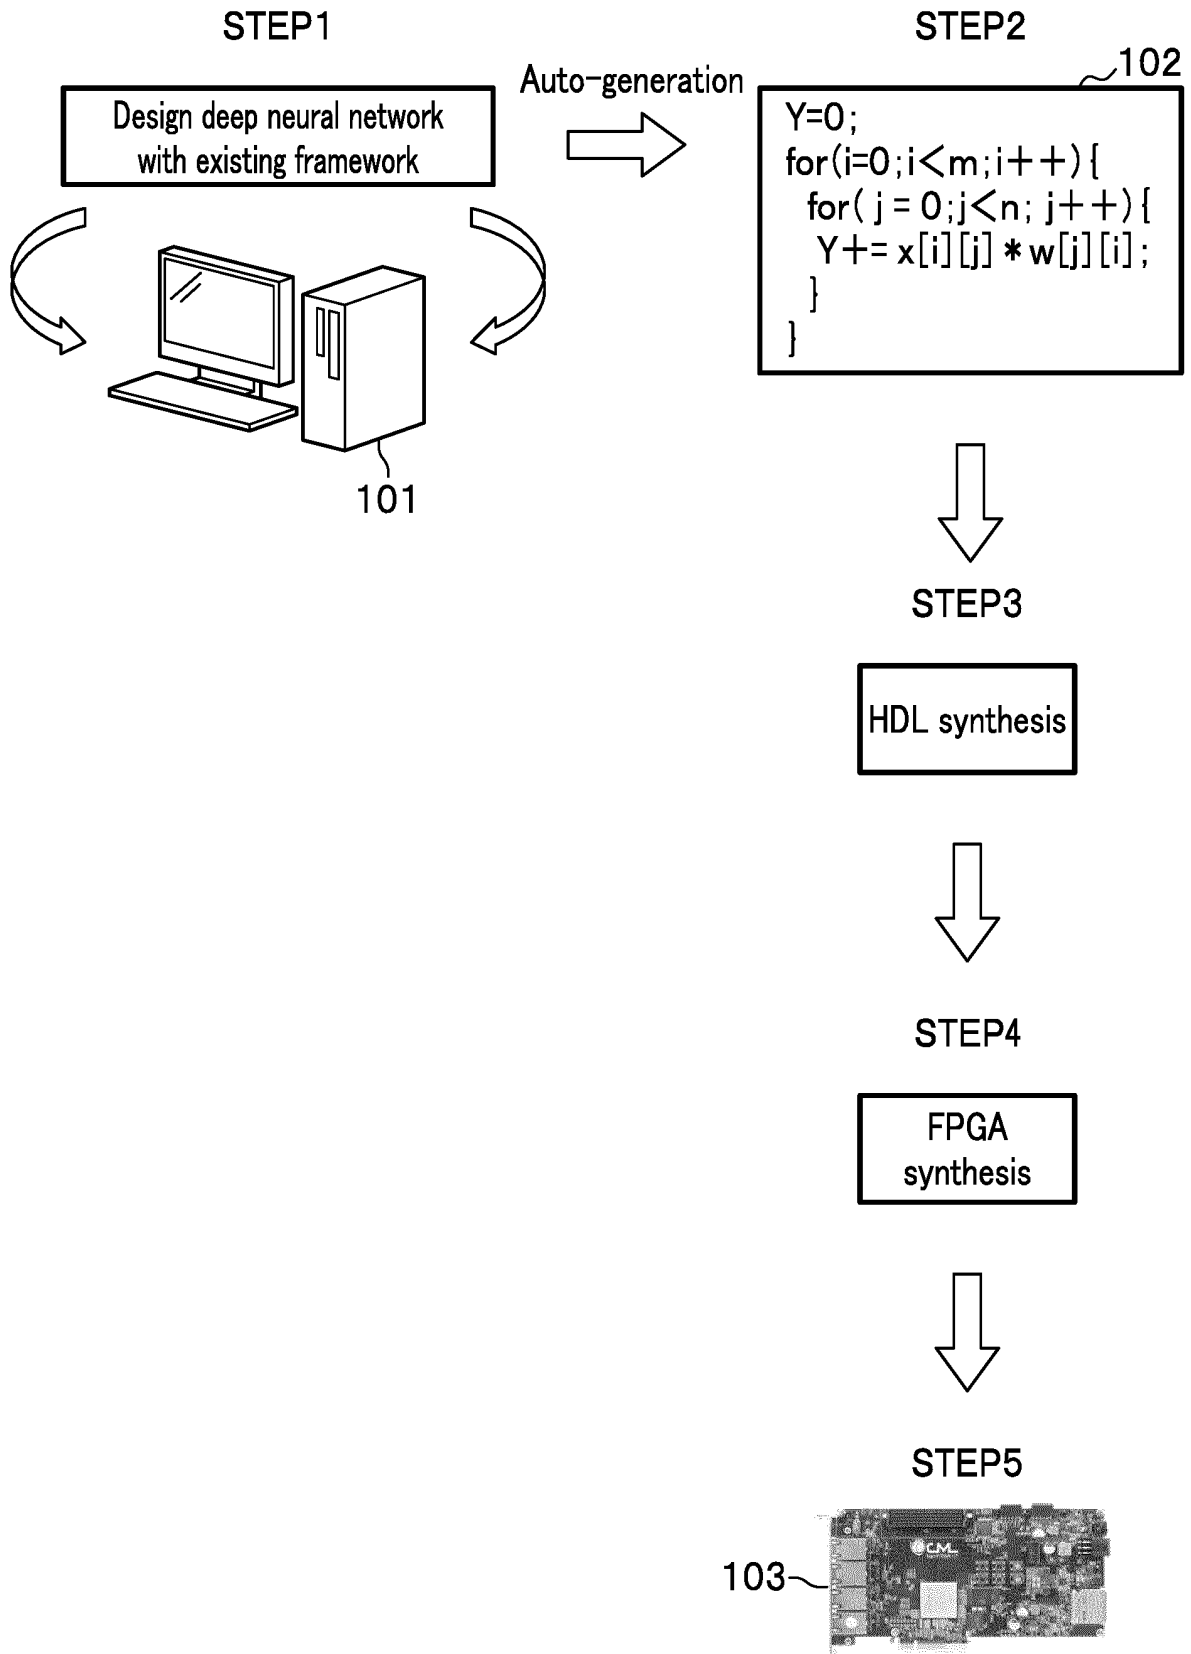 STEP1
Design deep neural network
with existing framework
101
Auto-generation
STEP2
102
Y=0;
for(i=0;i<m;i++){
for( j = 0;j<n; j++){
Y+= x[i][j] * w[j][i];
}
}
STEP3
HDL synthesis
STEP4
FPGA
synthesis
STEP5
103